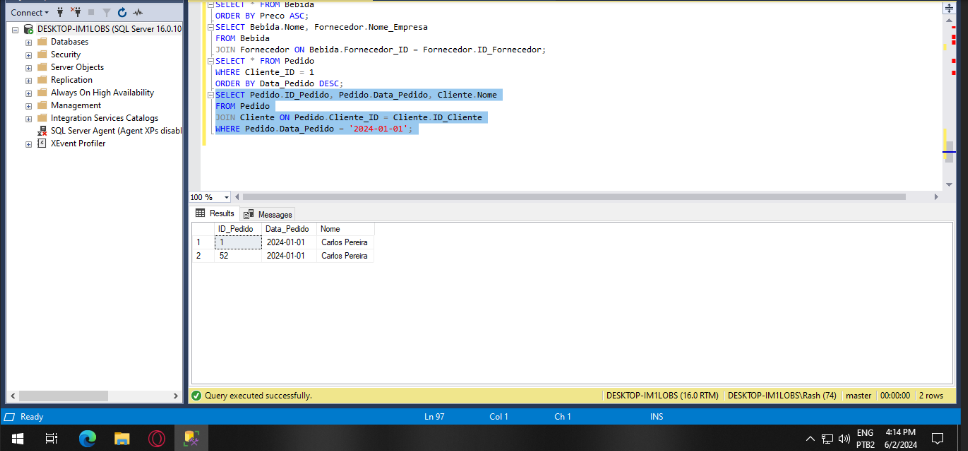 SELECT * FROM Bebida
ORDER BY Preco ASC;
SELECT Bebida.Nome, Fornecedor.Nome_Empresa
FROM Bebida
JOIN Fornecedor ON Bebida.Fornecedor_ID = Fornecedor.ID_Fornecedor;
SELECT * FROM Pedido
WHERE Cliente_ID = 1
ORDER BY Data_Pedido DESC;
SELECT Pedido.ID_Pedido, Pedido.Data_Pedido, Cliente.Nome
FROM Pedido
JOIN Cliente ON Pedido.Cliente_ID = Cliente.ID_Cliente
WHERE Pedido.Data_Pedido = '2024-01-01';
Connect
DESKTOP-IM1LOBS (SQL Server 16.0.10
Databases
Security
Server Objects
Replication
Always On High Availability
Management
Integration Services Catalogs
SQL Server Agent (Agent XPs disabl
XEvent Profiler
100 %
Results Messages
ID_Pedido Data_Pedido Nome
1 1 2024-01-01 Carlos Pereira
2 52 2024-01-01 Carlos Pereira
Query executed successfully. DESKTOP-IM1LOBS (16.0 RTM) DESKTOP-IM1LOBS\Rash (74) master 00:00:00 2 rows
Ready Ln 97 Col 1 Ch 1 INS
ENG 4:14 PM
PTB2 6/2/2024